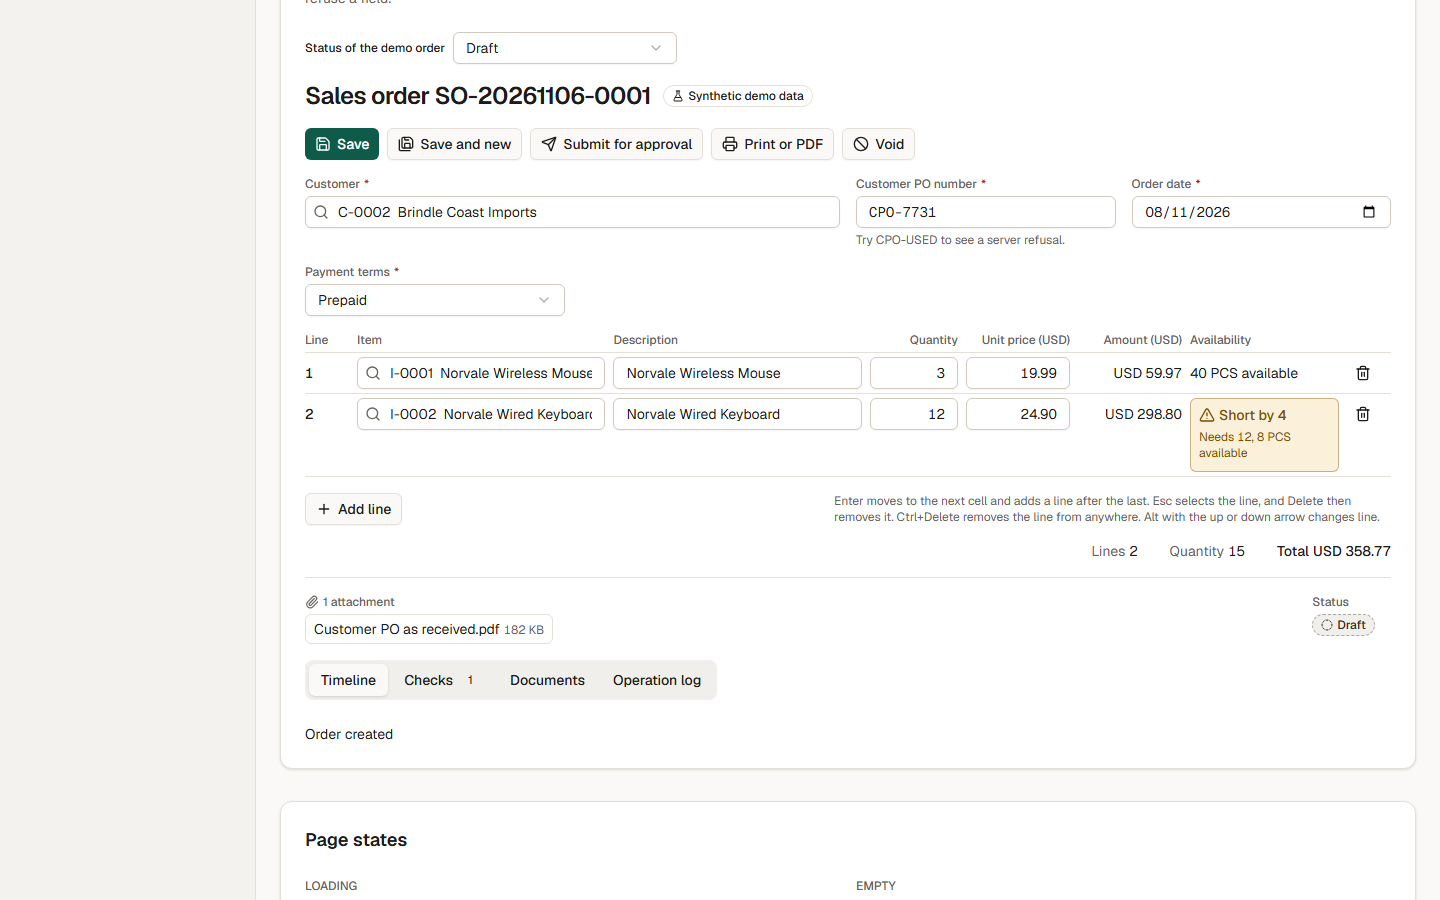 refuse a field.
Status of the demo order Draft
Sales order SO-20261106-0001 Synthetic demo data
Save Save and new Submit for approval Print or PDF Void
Customer * Customer PO number * Order date *
C-0002 Brindle Coast Imports CPO-7731 08/11/2026
Try CPO-USED to see a server refusal.
Payment terms *
Prepaid
Line Item Description Quantity Unit price (USD) Amount (USD) Availability
1 I-0001 Norvale Wireless Mouse Norvale Wireless Mouse 3 19.99 USD 59.97 40 PCS available
2 I-0002 Norvale Wired Keyboard Norvale Wired Keyboard 12 24.90 USD 298.80 Short by 4
Needs 12, 8 PCS
available
Add line
Enter moves to the next cell and adds a line after the last. Esc selects the line, and Delete then
removes it. Ctrl+Delete removes the line from anywhere. Alt with the up or down arrow changes line.
Lines 2 Quantity 15 Total USD 358.77
1 attachment Status
Customer PO as received.pdf 182 KB Draft
Timeline Checks 1 Documents Operation log
Order created
Page states
LOADING EMPTY